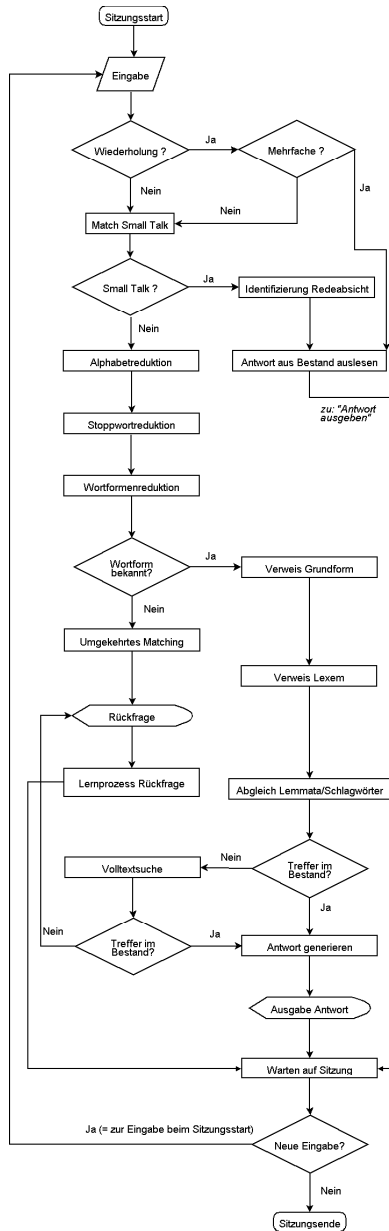 Sitzungsstart
Eingabe
Wiederholung ?
Ja
Mehrfache ?
Nein
Nein
Ja
Match Small Talk
Small Talk ?
Ja
Identifizierung Redeabsicht
Nein
Alphabetreduktion
Antwort aus Bestand auslesen
zu: "Antwort
ausgeben"
Stoppwortreduktion
Wortformenreduktion
Wortform
bekannt?
Ja
Verweis Grundform
Nein
Umgekehrtes Matching
Verweis Lexem
Rückfrage
Lernprozess Rückfrage
Abgleich Lemmata/Schlagwörter
Nein
Treffer im
Bestand?
Volltextsuche
Ja
Nein
Treffer im
Bestand?
Ja
Antwort generieren
Ausgabe Antwort
Warten auf Sitzung
Ja (= zur Eingabe beim Sitzungsstart)
Neue Eingabe?
Nein
Sitzungsende